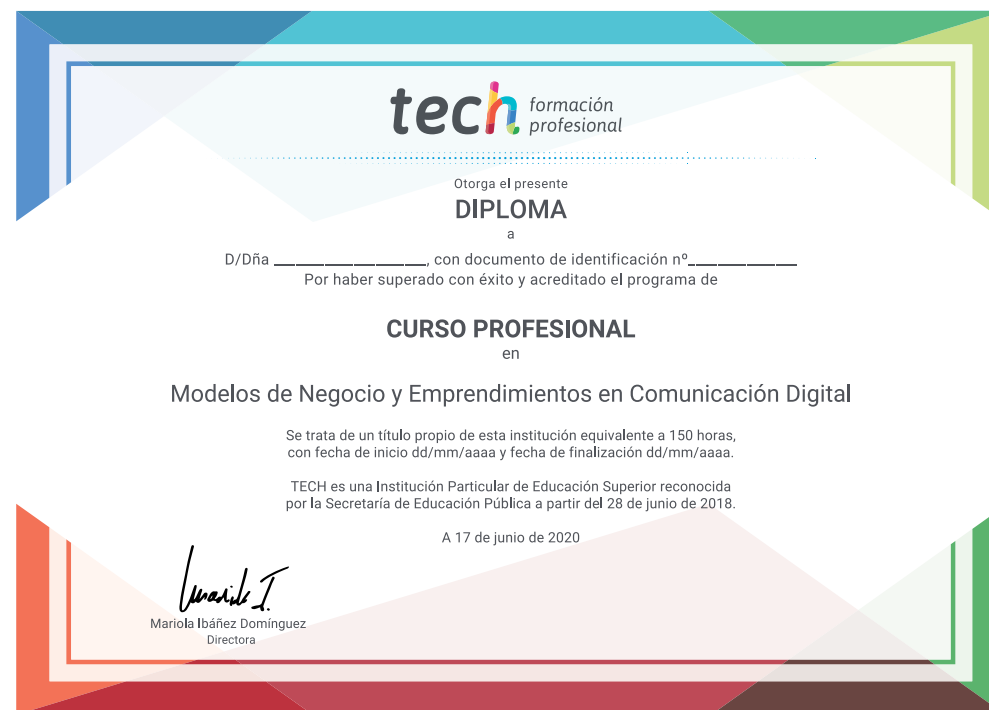 tech formación
profesional
Otorga el presente
DIPLOMA
a
D/Dña ________________, con documento de identificación nº____________
Por haber superado con éxito y acreditado el programa de
CURSO PROFESIONAL
en
Modelos de Negocio y Emprendimientos en Comunicación Digital
Se trata de un título propio de esta institución equivalente a 150 horas,
con fecha de inicio dd/mm/aaaa y fecha de finalización dd/mm/aaaa.
TECH es una Institución Particular de Educación Superior reconocida
por la Secretaría de Educación Pública a partir del 28 de junio de 2018.
A 17 de junio de 2020
Mariola Ibáñez Domínguez
Directora